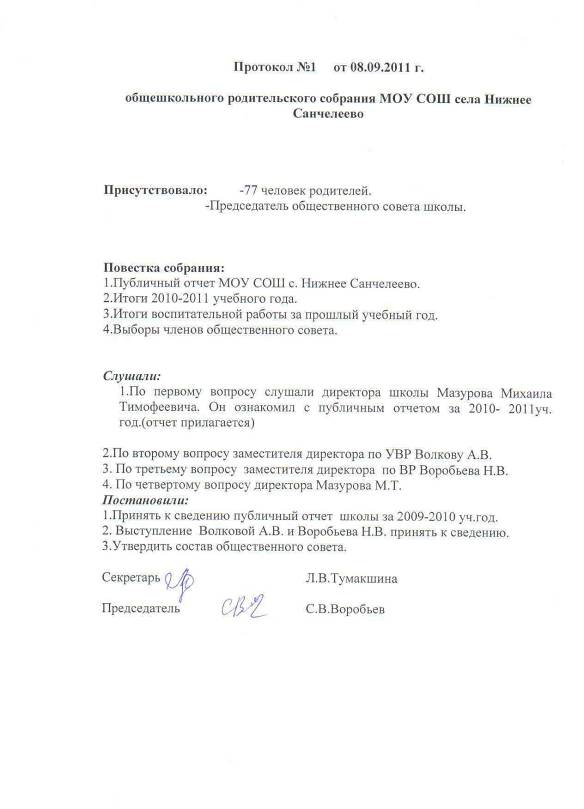 Протокол №1 от 08.09.2011 г.
общешкольного родительского собрания МОУ СОШ села Нижнее
Санчелеево
Присутствовало: -77 человек родителей.
-Председатель общественного совета школы.
Повестка собрания:
1.Публичный отчет МОУ СОШ с. Нижнее Санчелеево.
2.Итоги 2010-2011 учебного года.
3.Итоги воспитательной работы за прошлый учебный год.
4.Выборы членов общественного совета.
Слушали:
1.По первому вопросу слушали директора школы Мазурова Михаила
Тимофеевича. Он ознакомил с публичным отчетом за 2010- 2011уч.
год.(отчет прилагается)
2.По второму вопросу заместителя директора по УВР Волкову А.В.
3. По третьему вопросу заместителя директора по ВР Воробьева Н.В.
4. По четвертому вопросу директора Мазурова М.Т.
Постановили:
1.Принять к сведению публичный отчет школы за 2009-2010 уч.год.
2. Выступление Волковой А.В. и Воробьева Н.В. принять к сведению.
3.Утвердить состав общественного совета.
Секретарь Л.В.Тумакшина
Председатель С.В.Воробьев